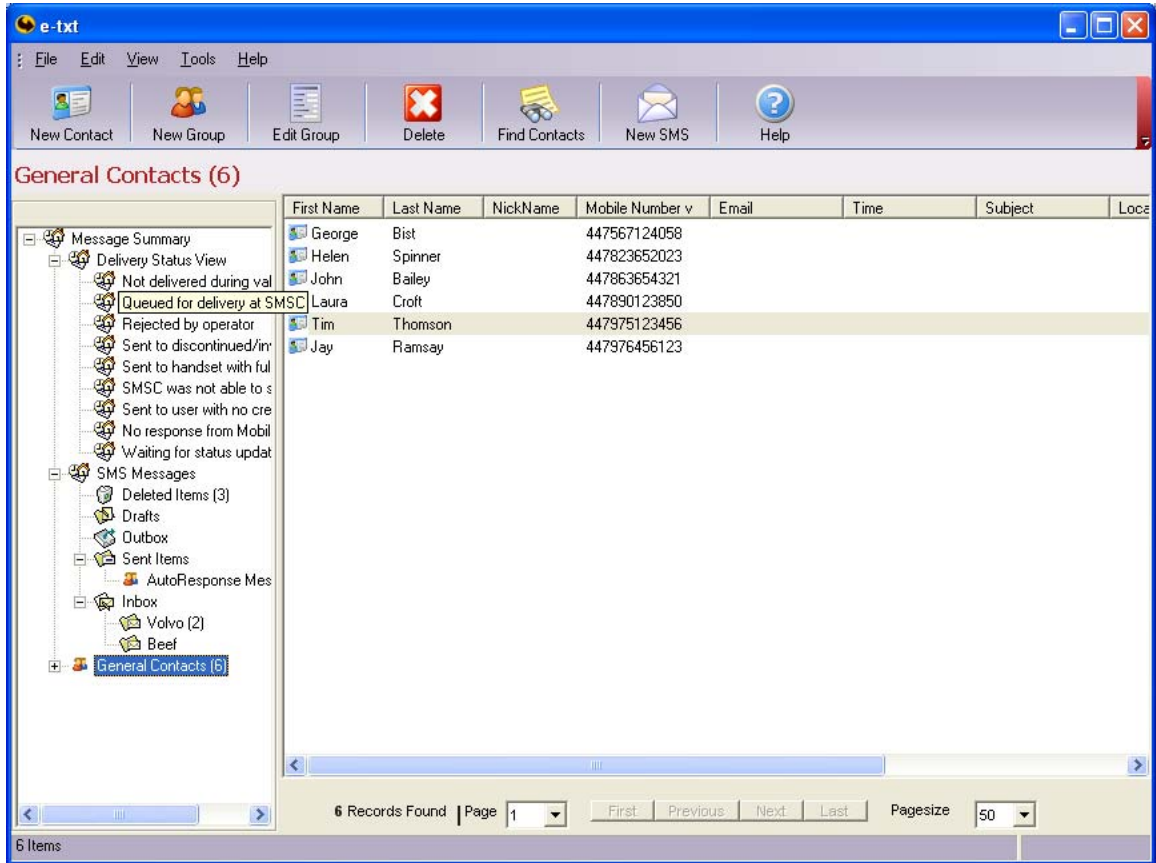 e-txt
File Edit View Tools Help
New Contact New Group Edit Group Delete Find Contacts New SMS Help
General Contacts (6)
First Name Last Name NickName Mobile Number v Email Time Subject Loca
George Bist 447567124058
Helen Spinner 447823652023
John Bailey 447863654321
Laura Croft 447890123850
Tim Thomson 447975123456
Jay Ramsay 447976456123
Message Summary
Delivery Status View
Not delivered during val
Queued for delivery at SMSC
Rejected by operator
Sent to discontinued/in
Sent to handset with ful
SMSC was not able to s
Sent to user with no cre
No response from Mobil
Waiting for status updat
SMS Messages
Deleted Items (3)
Drafts
Outbox
Sent Items
AutoResponse Mes
Inbox
Volvo (2)
Beef
General Contacts (6)
6 Records Found Page 1 First Previous Next Last Pagesize 50
6 Items